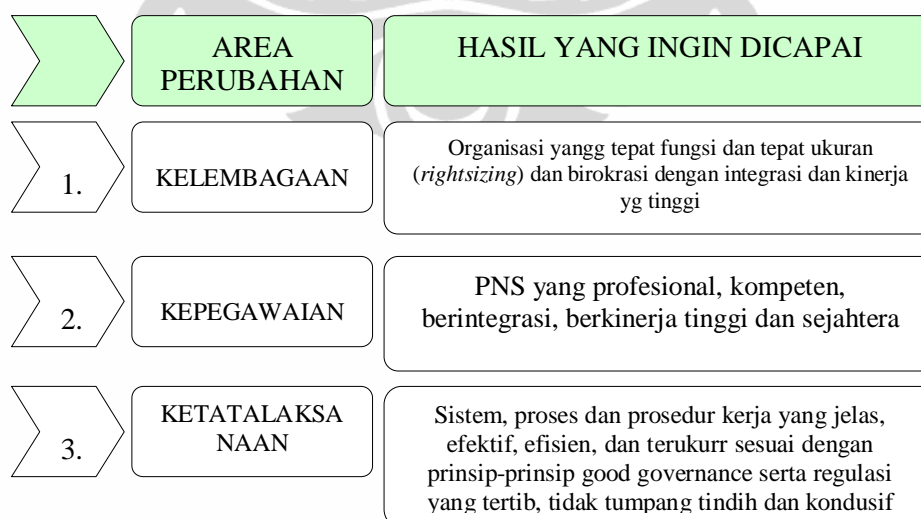 AREA
PERUBAHAN
HASIL YANG INGIN DICAPAI
1.
KELEMBAGAAN
Organisasi yangg tepat fungsi dan tepat ukuran
(rightsizing) dan birokrasi dengan integrasi dan kinerja
yg tinggi
2.
KEPEGAWAIAN
PNS yang profesional, kompeten,
berintegrasi, berkinerja tinggi dan sejahtera
3.
KETATALAKSA
NAAN
Sistem, proses dan prosedur kerja yang jelas,
efektif, efisien, dan terukurr sesuai dengan
prinsip-prinsip good governance serta regulasi
yang tertib, tidak tumpang tindih dan kondusif